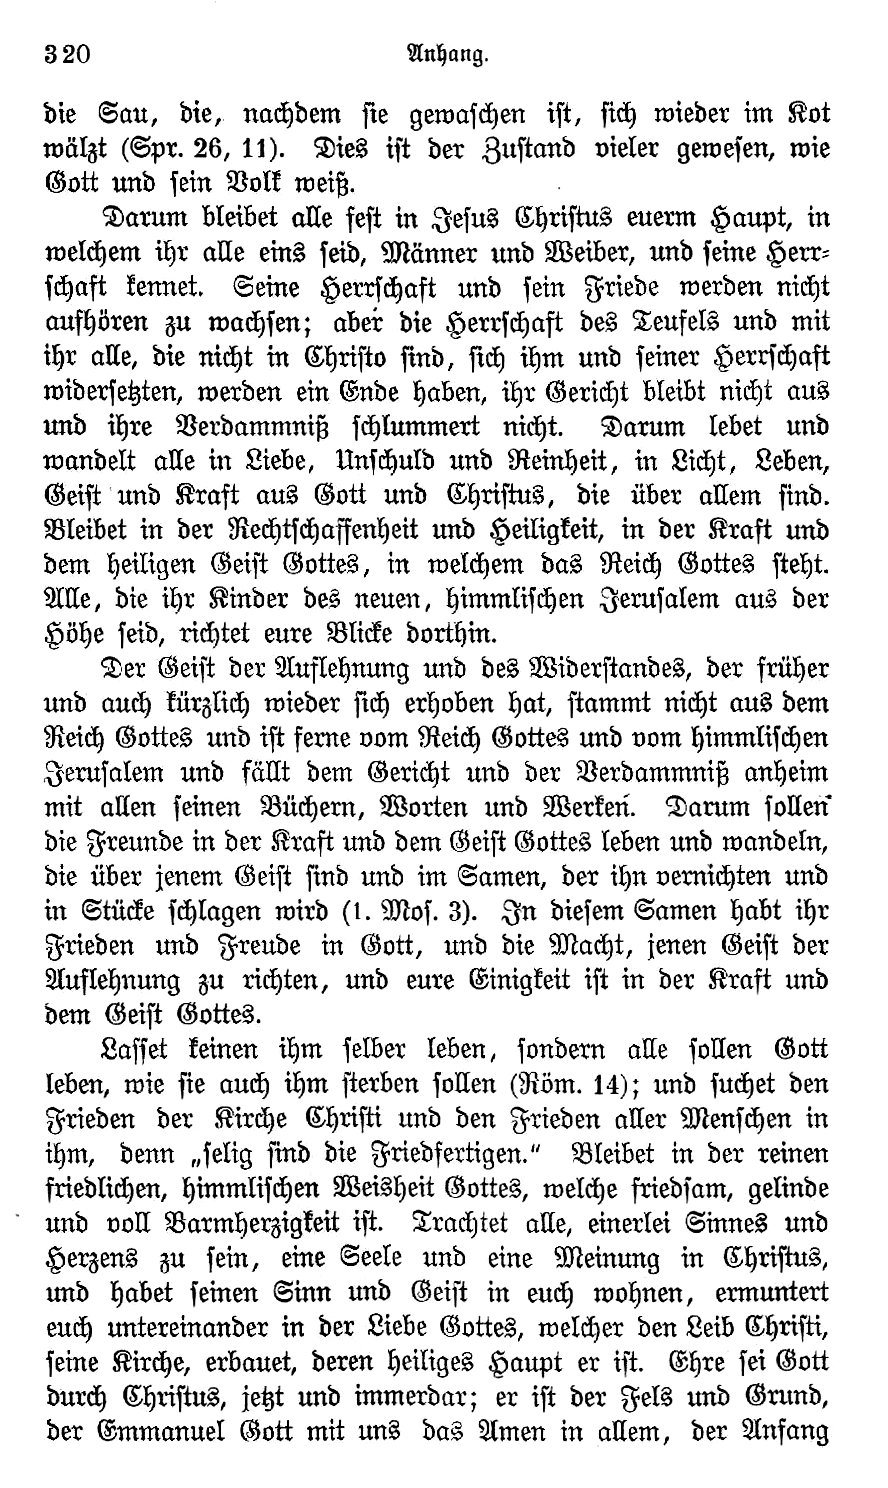 320 Anhang.
die Sau, die, nachdem sie gewaschen ist, sich wieder im Kot
wälzt (Spr. 26, 11). Dies ist der Zustand vieler gewesen, wie
Gott und sein Volk weiß.
Darum bleibet alle fest in Jesus Christus euerm Haupt, in
welchem ihr alle eins seid, Männer und Weiber, und seine Herr-
schaft kennet. Seine Herrschaft und sein Friede werden nicht
aufhören zu wachsen; aber die Herrschaft des Teufels und mit
ihr alle, die nicht in Christo sind, sich ihm und seiner Herrschaft
widersetzten, werden ein Ende haben, ihr Gericht bleibt nicht aus
und ihre Verdammniß schlummert nicht. Darum lebet und
wandelt alle in Liebe, Unschuld und Reinheit, in Licht, Leben,
Geist und Kraft aus Gott und Christus, die über allem sind.
Bleibet in der Rechtschaffenheit und Heiligkeit, in der Kraft und
dem heiligen Geist Gottes, in welchem das Reich Gottes steht.
Alle, die ihr Kinder des neuen, himmlischen Jerusalem aus der
Höhe seid, richtet eure Blicke dorthin.
Der Geist der Auflehnung und des Widerstandes, der früher
und auch kürzlich wieder sich erhoben hat, stammt nicht aus dem
Reich Gottes und ist ferne vom Reich Gottes und vom himmlischen
Jerusalem und fällt dem Gericht und der Verdammniß anheim
mit allen seinen Büchern, Worten und Werken. Darum sollen
die Freunde in der Kraft und dem Geist Gottes leben und wandeln,
die über jenem Geist sind und im Samen, der ihn vernichten und
in Stücke schlagen wird (1. Mos. 3). In diesem Samen habt ihr
Frieden und Freude in Gott, und die Macht, jenen Geist der
Auflehnung zu richten, und eure Einigkeit ist in der Kraft und
dem Geist Gottes.
Lasset keinen ihm selber leben, sondern alle sollen Gott
leben, wie sie auch ihm sterben sollen (Röm. 14); und suchet den
Frieden der Kirche Christi und den Frieden aller Menschen in
ihm, denn „selig sind die Friedfertigen.“ Bleibet in der reinen
friedlichen, himmlischen Weisheit Gottes, welche friedsam, gelinde
und voll Barmherzigkeit ist. Trachtet alle, einerlei Sinnes und
Herzens zu sein, eine Seele und eine Meinung in Christus,
und habet seinen Sinn und Geist in euch wohnen, ermuntert
euch untereinander in der Liebe Gottes, welcher den Leib Christi,
seine Kirche, erbauet, deren heiliges Haupt er ist. Ehre sei Gott
durch Christus, jetzt und immerdar; er ist der Fels und Grund,
der Emmanuel Gott mit uns das Amen in allem, der Anfang